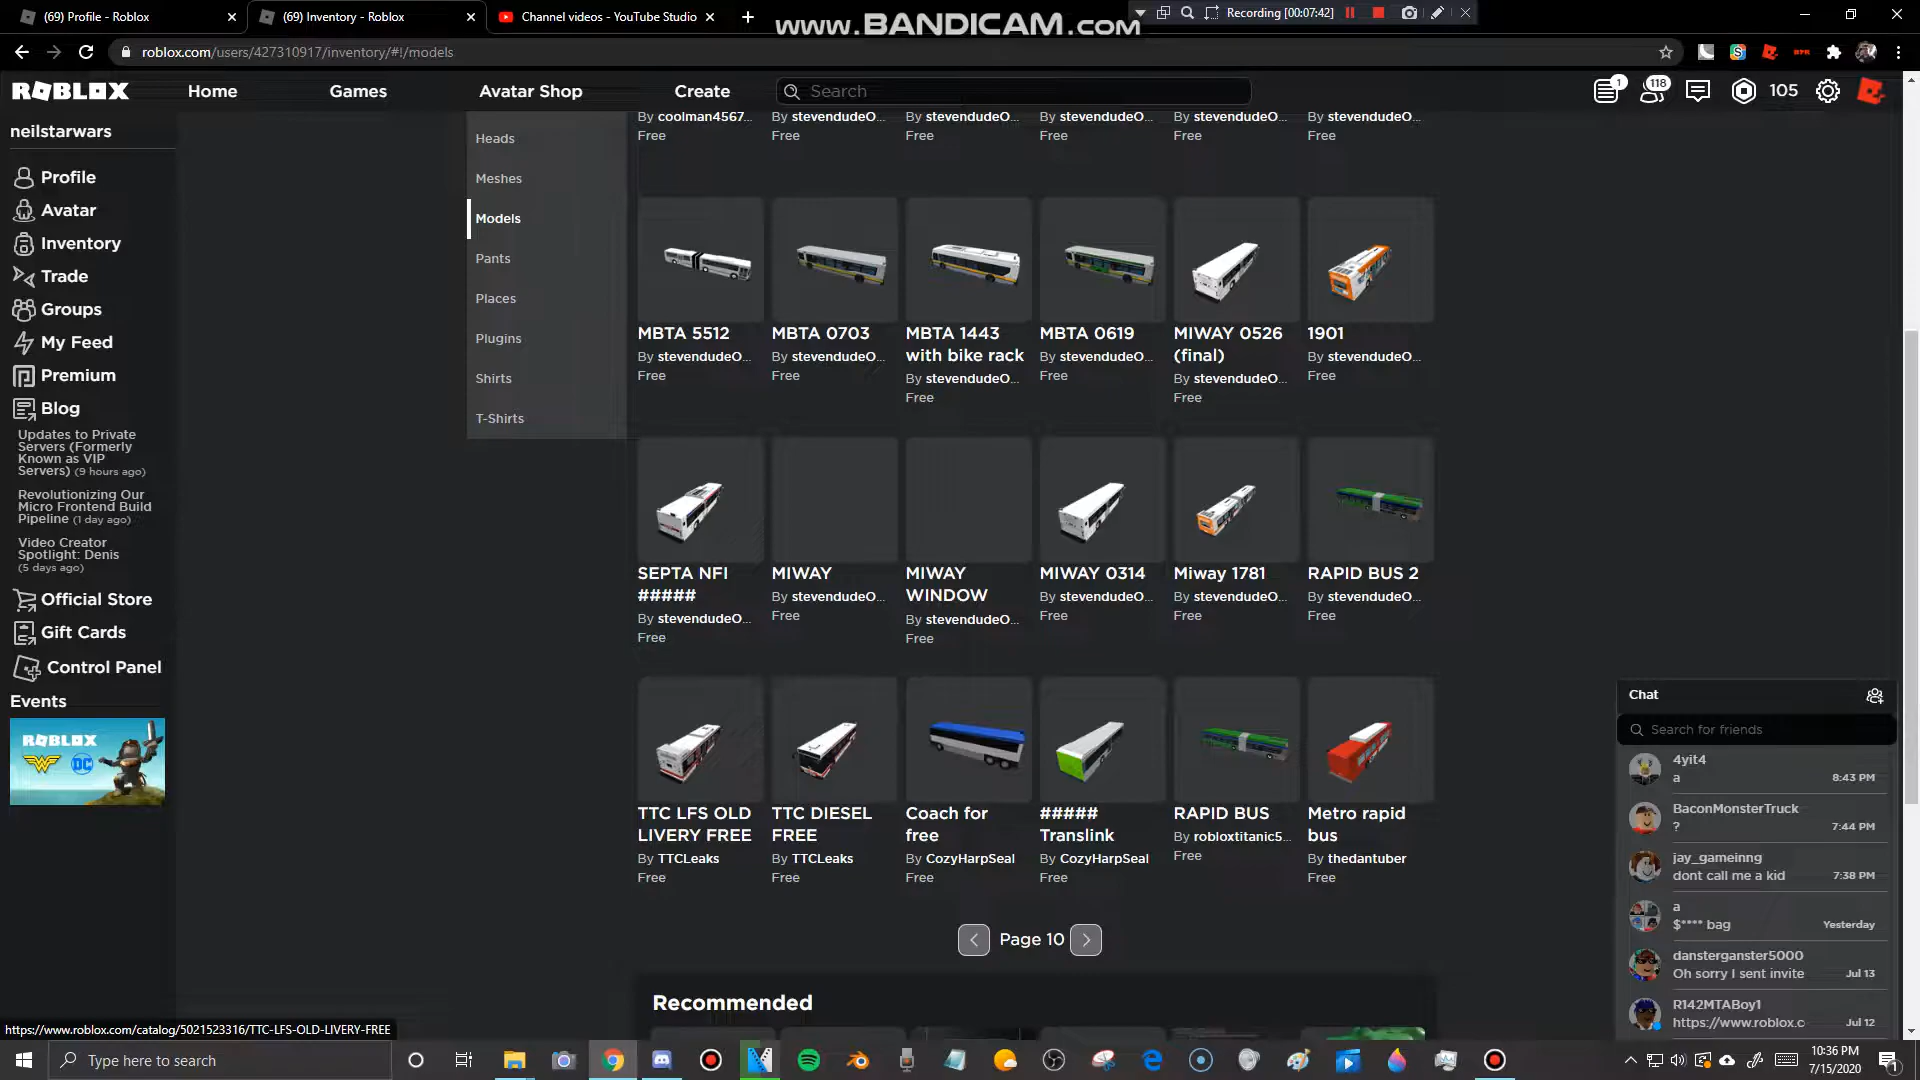 (69) Profile - Roblox
(69) Inventory - Roblox
Channel videos - YouTube Studio
www.BANDICAM.com
Recording [00:07:42]
roblox.com/users/427310917/inventory/#!/models
ROBLOX
Home
Games
Avatar Shop
Create
Search
1
118
105
neilstarwars
Profile
Avatar
Inventory
Trade
Groups
My Feed
Premium
Blog
Updates to Private
Servers (Formerly
Known as VIP
Servers) (9 hours ago)
Revolutionizing Our
Micro Frontend Build
Pipeline (1 day ago)
Video Creator
Spotlight: Denis
(5 days ago)
Official Store
Gift Cards
Control Panel
Events
ROBLOX
DC
Heads
Meshes
Models
Pants
Places
Plugins
Shirts
T-Shirts
By coolman4567...
Free
By stevendudeO...
Free
By stevendudeO...
Free
By stevendudeO...
Free
By stevendudeO...
Free
By stevendudeO...
Free
MBTA 5512
By stevendudeO...
Free
MBTA 0703
By stevendudeO...
Free
MBTA 1443
with bike rack
By stevendudeO...
Free
MBTA 0619
By stevendudeO...
Free
MIWAY 0526
(final)
By stevendudeO...
Free
1901
By stevendudeO...
Free
SEPTA NFI
#####
By stevendudeO...
Free
MIWAY
By stevendudeO...
Free
MIWAY
WINDOW
By stevendudeO...
Free
MIWAY 0314
By stevendudeO...
Free
Miway 1781
By stevendudeO...
Free
RAPID BUS 2
By stevendudeO...
Free
TTC LFS OLD
LIVERY FREE
By TTCLeaks
Free
TTC DIESEL
FREE
By TTCLeaks
Free
Coach for
free
By CozyHarpSeal
Free
#####
Translink
By CozyHarpSeal
Free
RAPID BUS
By robloxtitanic5...
Free
Metro rapid
bus
By thedantuber
Free
Page 10
Recommended
Chat
Search for friends
4yit4
a
8:43 PM
BaconMonsterTruck
?
7:44 PM
jay_gameinng
dont call me a kid
7:38 PM
a
$**** bag
Yesterday
dansterganster5000
Oh sorry I sent invite
Jul 13
R142MTABoy1
https://www.roblox.c
Jul 12
https://www.roblox.com/catalog/5021523316/TTC-LFS-OLD-LIVERY-FREE
Type here to search
10:36 PM
7/15/2020
1